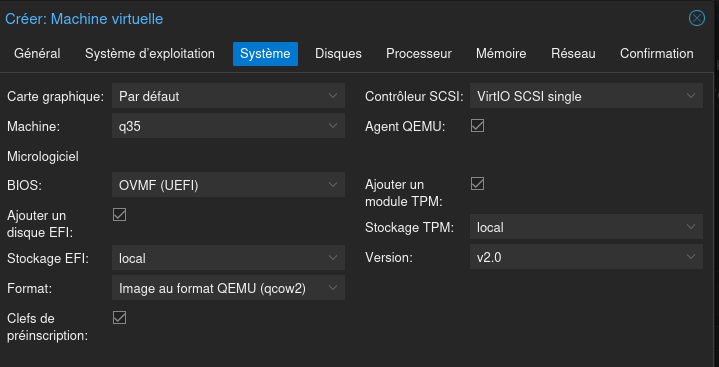 Créer: Machine virtuelle
Général Système d'exploitation Système Disques Processeur Mémoire Réseau Confirmation
Carte graphique: Par défaut
Contrôleur SCSI: VirtIO SCSI single
Machine: q35
Agent QEMU:
Micrologiciel
BIOS: OVMF (UEFI)
Ajouter un
module TPM:
Ajouter un
disque EFI:
Stockage TPM: local
Stockage EFI: local
Version: v2.0
Format: Image au format QEMU (qcow2)
Clefs de
préinscription: